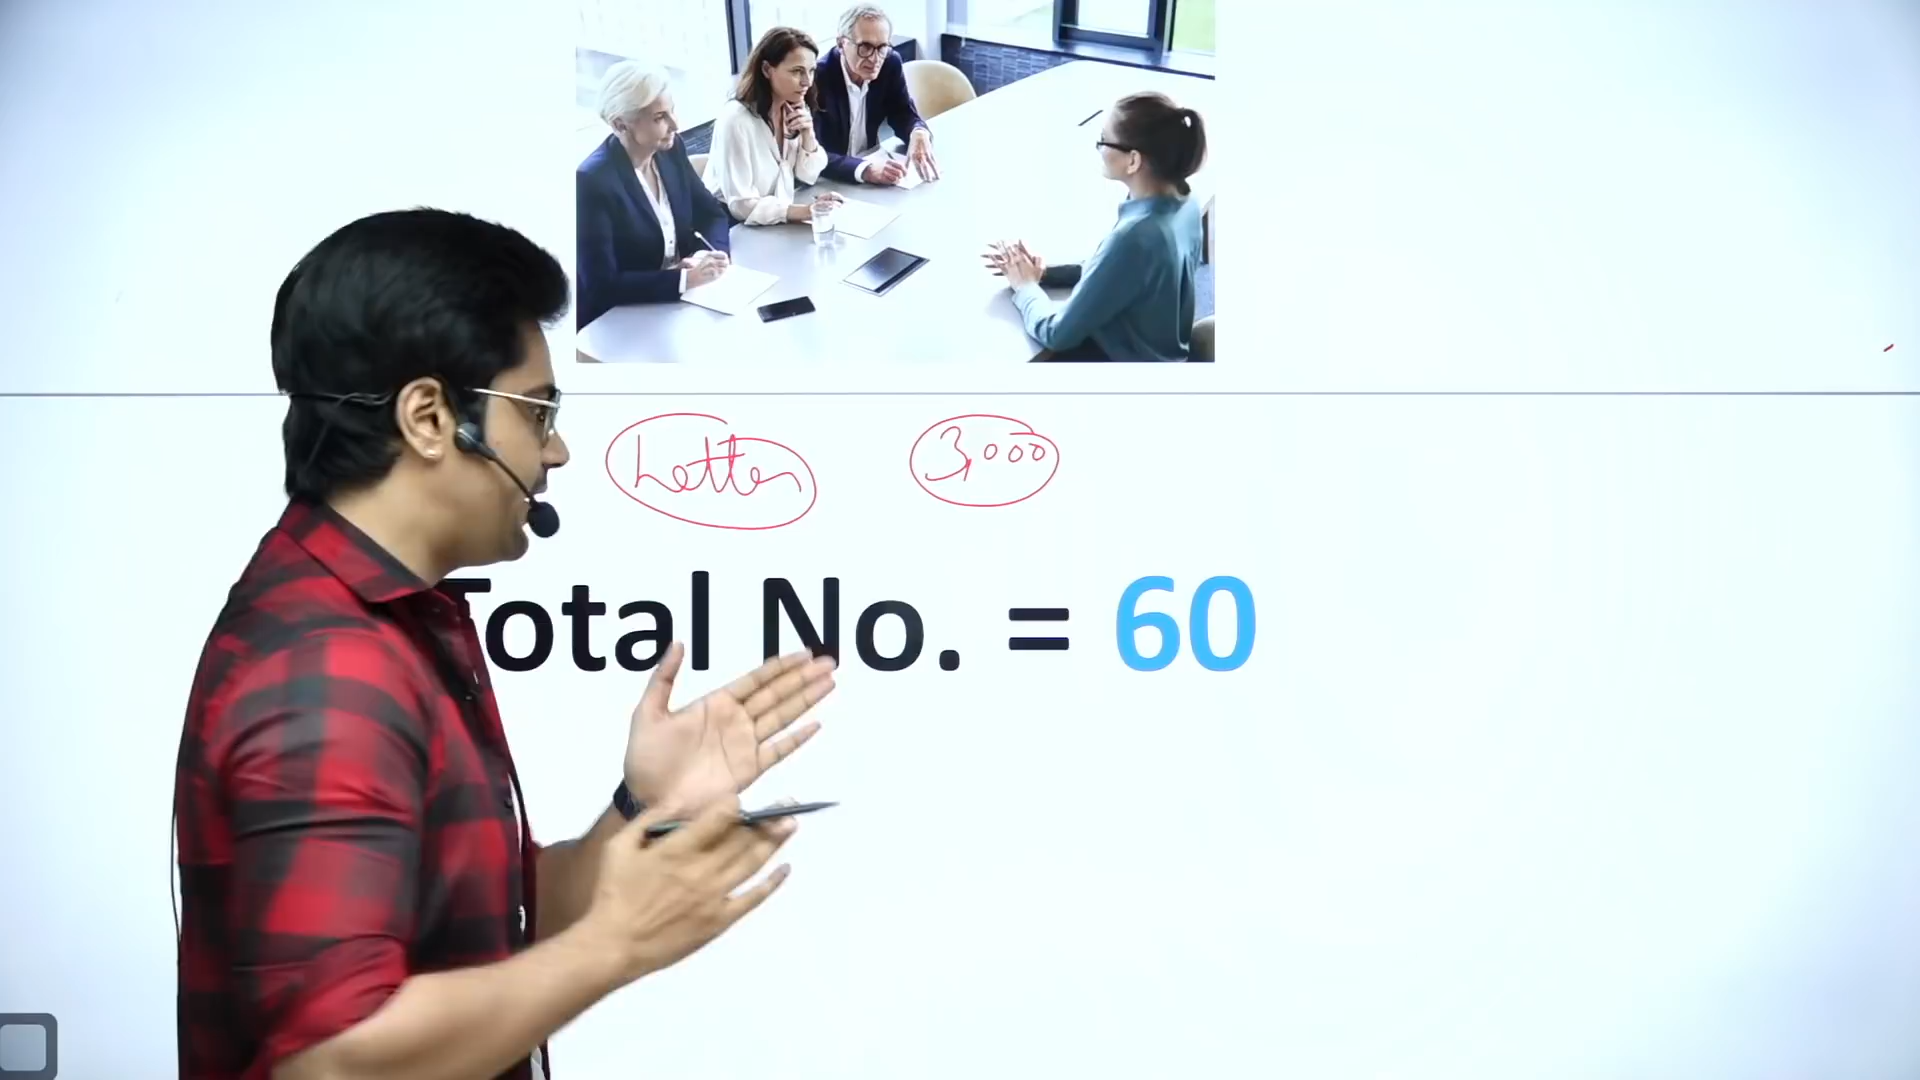 Letter 3,000
Total No. = 60